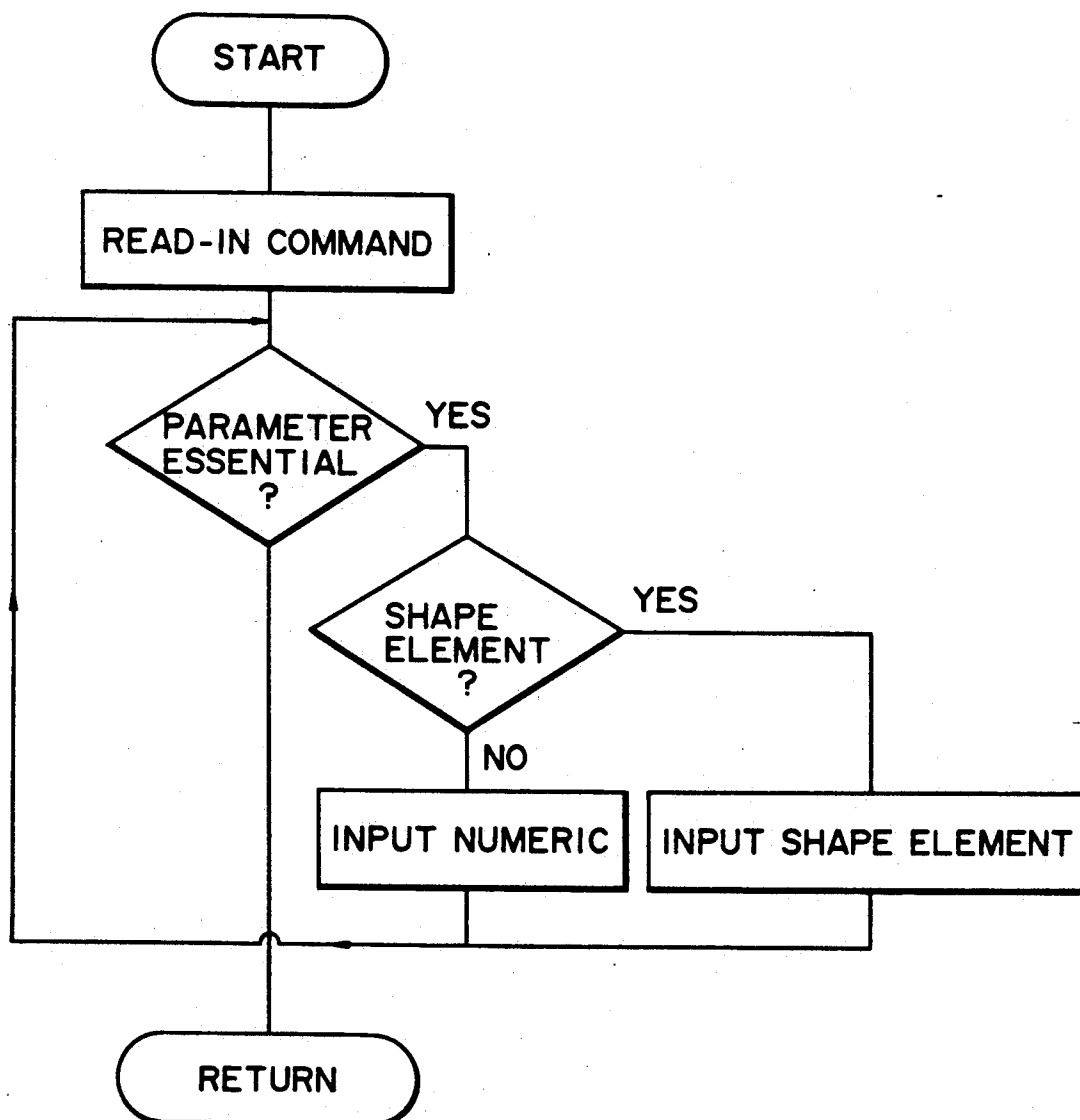 START
READ-IN COMMAND
YES
PARAMETER
ESSENTIAL
?
YES
SHAPE
ELEMENT
?
NO
INPUT NUMERIC
INPUT SHAPE ELEMENT
RETURN